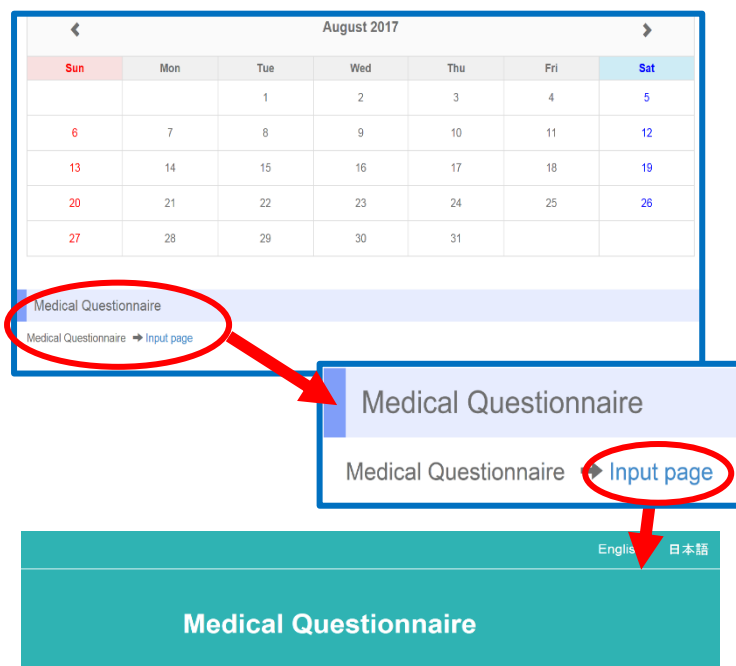 August 2017
Sun Mon Tue Wed Thu Fri Sat
1 2 3 4 5
6 7 8 9 10 11 12
13 14 15 16 17 18 19
20 21 22 23 24 25 26
27 28 29 30 31
Medical Questionnaire
Medical Questionnaire ➔ Input page
Medical Questionnaire
Medical Questionnaire ➔ Input page
日本語
Medical Questionnaire